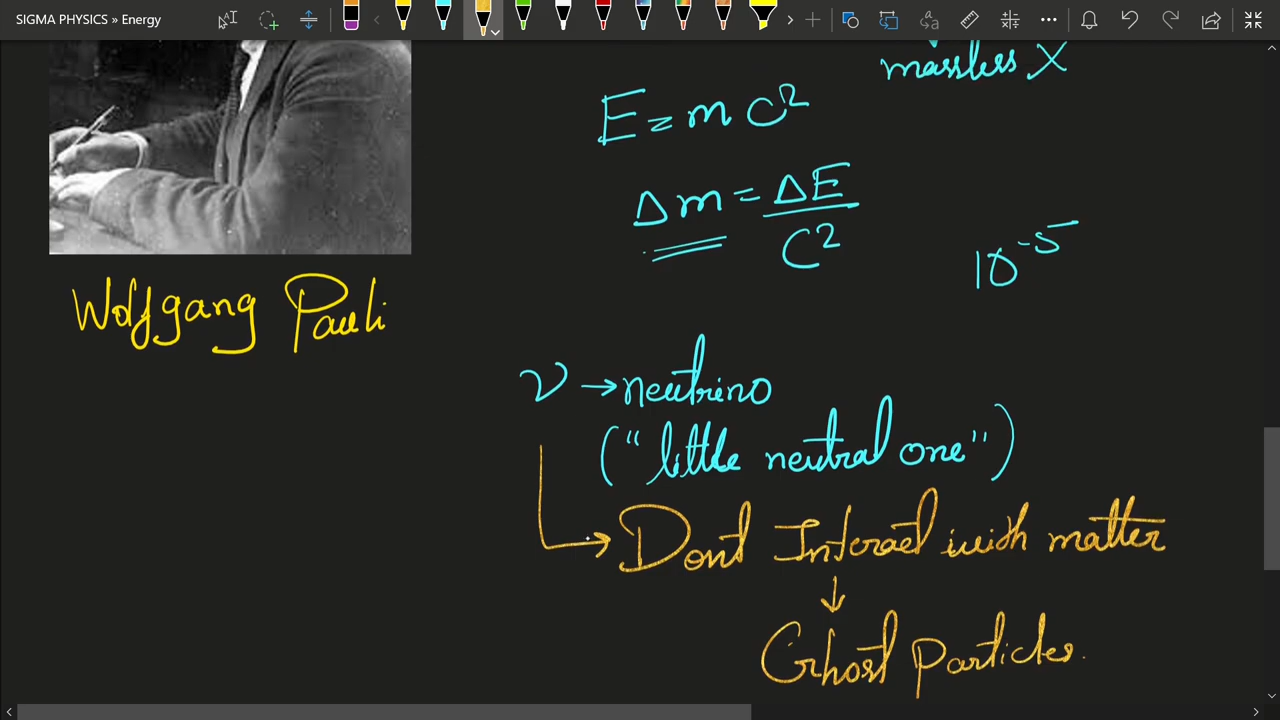 SIGMA PHYSICS » Energy
massless X
E = mc²
Δm = ΔE / C²
10⁻⁵
Wolfgang Pauli
ν → neutrino
("little neutral one")
→ Dont Interact with matter
↓
Ghost Particles.